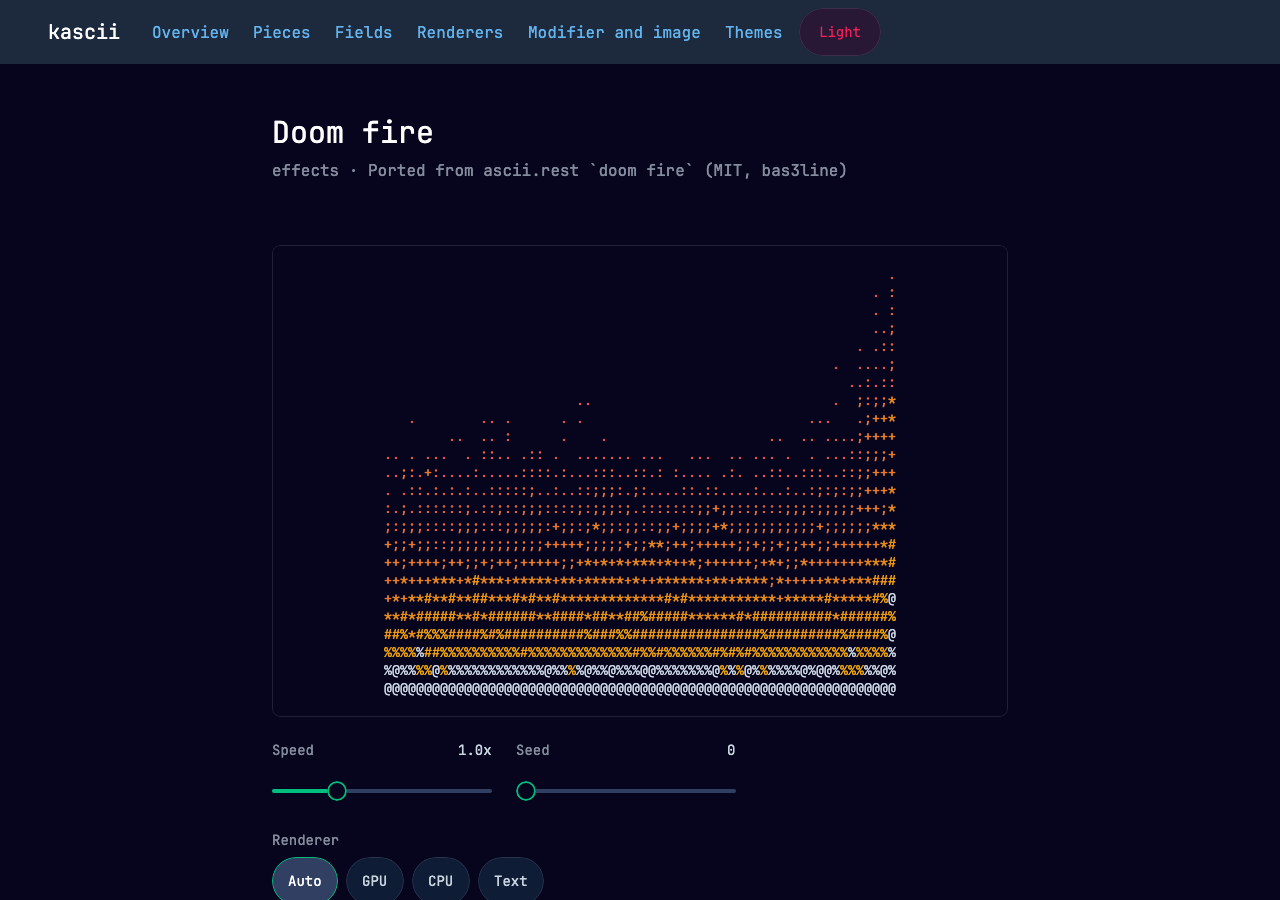 kascii Overview Pieces Fields Renderers Modifier and image Themes Light
Doom fire
effects · Ported from ascii.rest `doom fire` (MIT, bas3line)
Speed 1.0x Seed 0
Renderer
Auto GPU CPU Text